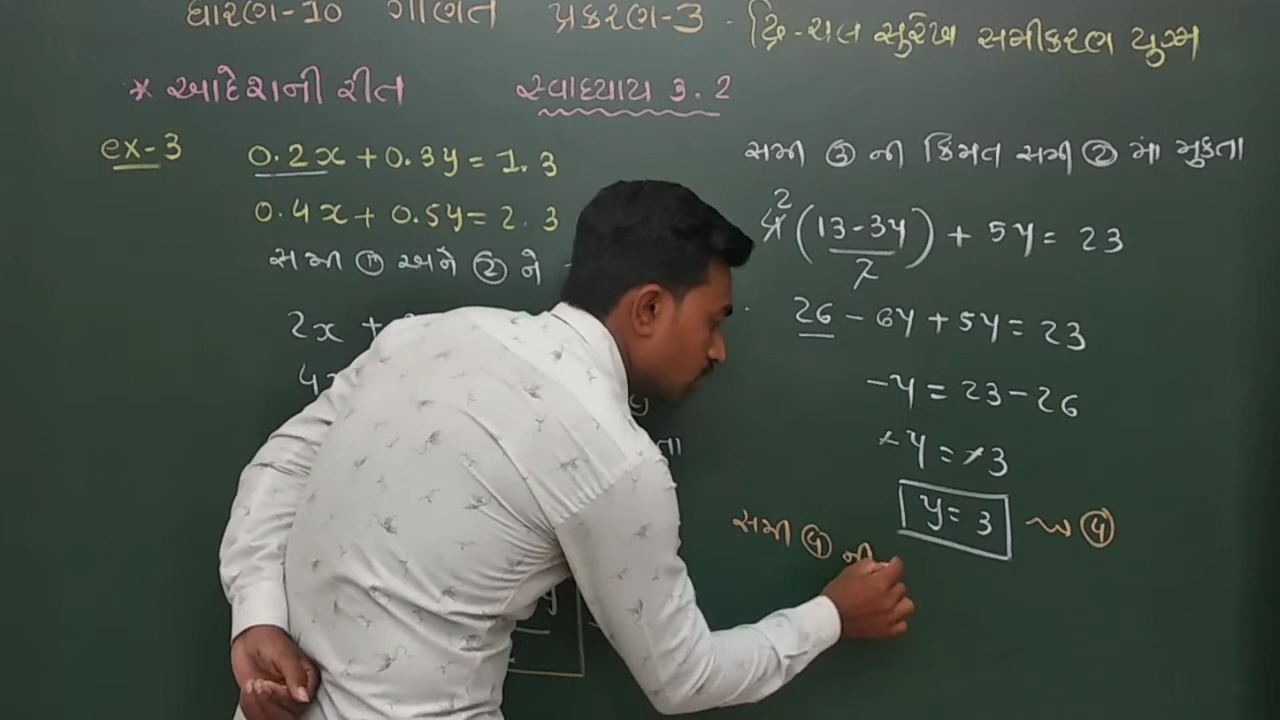 ધોરણ-10 ગણિત પ્રકરણ-3 દ્વિ-ચલ સુરેખ સમીકરણ યુગ્મ
* આદેશની રીત સ્વાધ્યાય 3.2
ex-3
0.2x + 0.3y = 1.3
0.4x + 0.5y = 2.3
સમી ① અને ② ને
2x +
4x
સમી ③ ની કિંમત સમી ② માં મુકતા
4 2 (13-3y)/2 + 5y = 23
26 - 6y + 5y = 23
-y = 23-26
-y = -3
y = 3 ④
સમી ④ ની